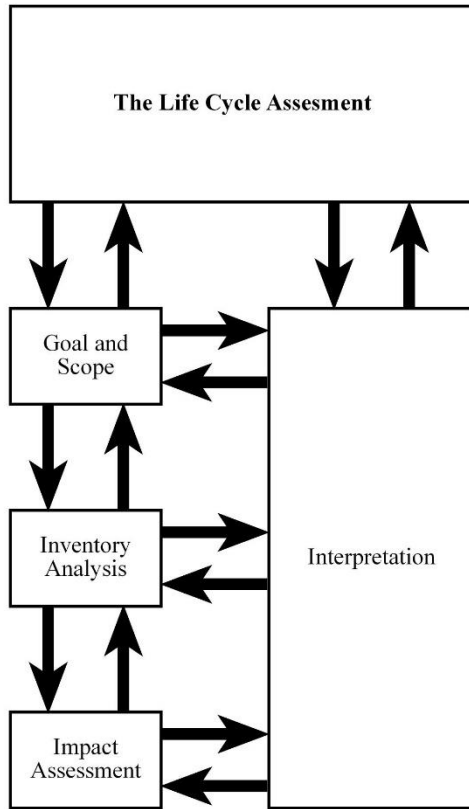 The Life Cycle Assesment
Goal and
Scope
Inventory
Analysis
Interpretation
Impact
Assessment